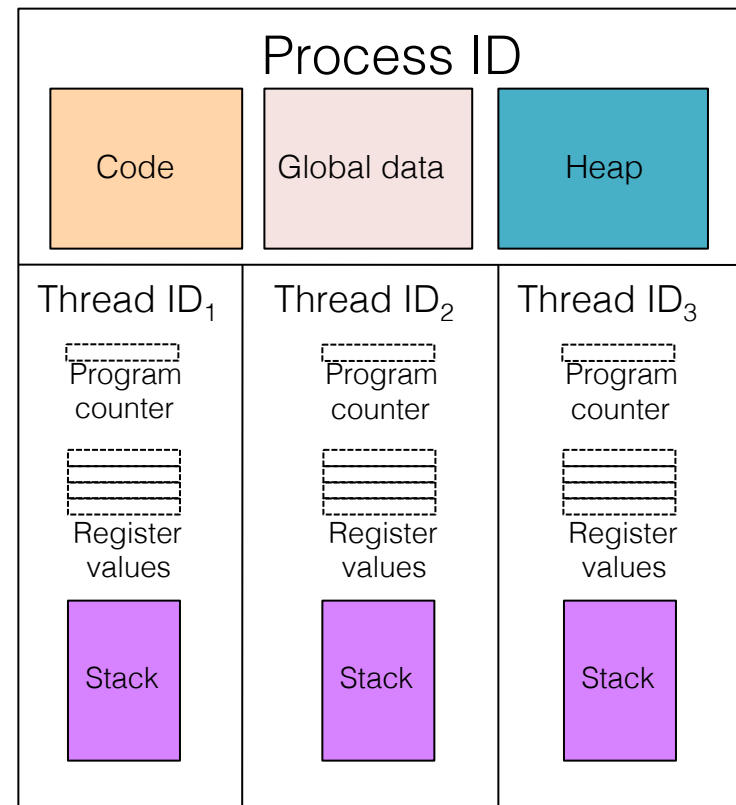 Process ID
Code
Global data
Heap
Thread ID₁
Thread ID₂
Thread ID₃
Program
counter
Program
counter
Program
counter
Register
values
Register
values
Register
values
Stack
Stack
Stack